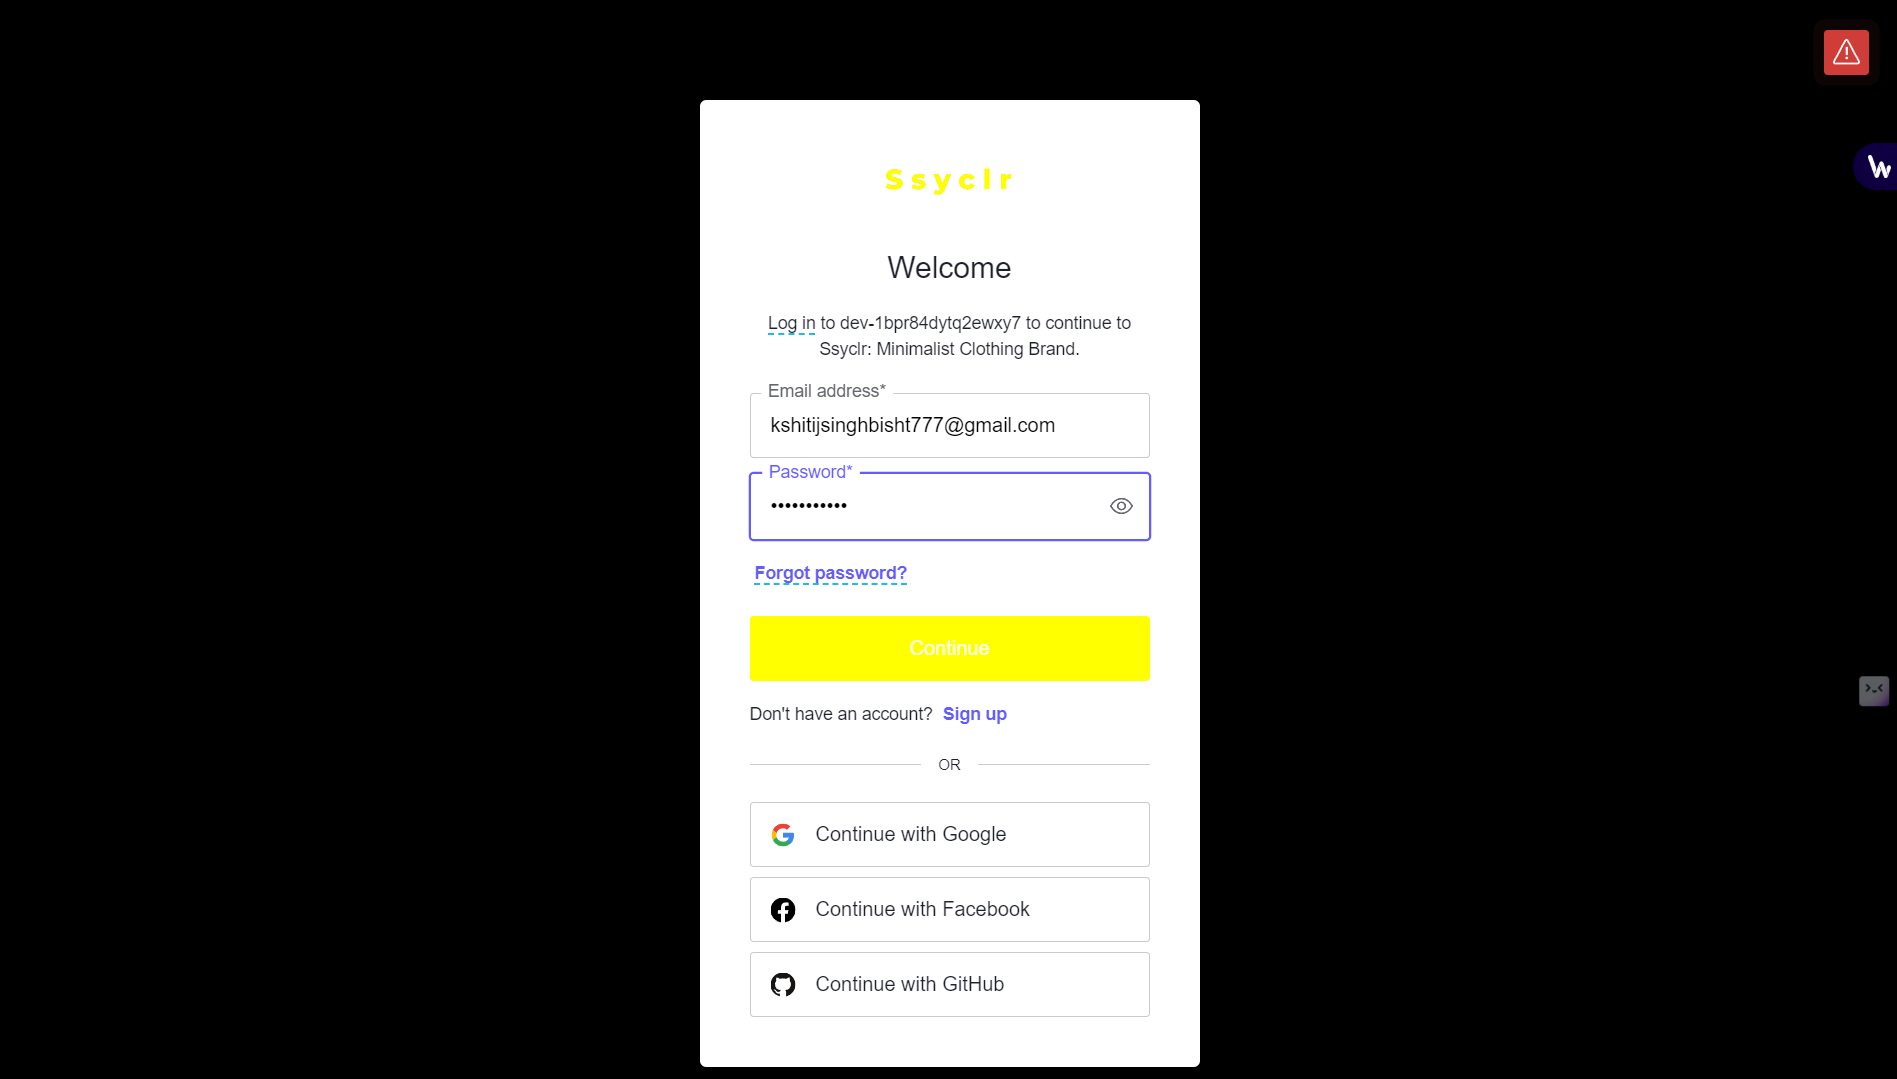 Ssyclr
Welcome
Log in to dev-1bpr84dytq2ewxy7 to continue to
Ssyclr: Minimalist Clothing Brand.
Email address*
kshitijsinghbisht777@gmail.com
Password*
•••••••••••
Forgot password?
Continue
Don't have an account? Sign up
OR
Continue with Google
Continue with Facebook
Continue with GitHub